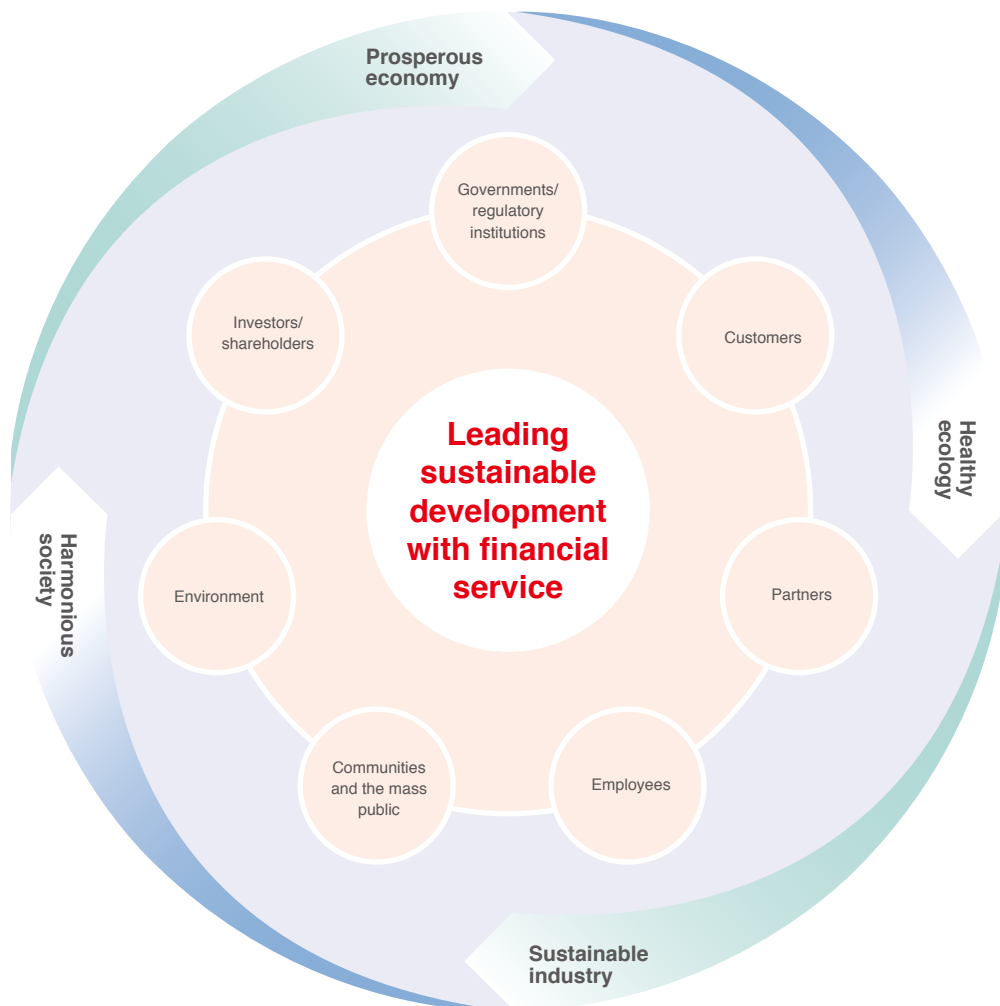 Prosperous
economy
Governments/
regulatory
institutions
Investors/
shareholders
Customers
Leading
sustainable
development
with financial
service
Healthy
ecology
Harmonious
society
Environment
Partners
Communities
and the mass
public
Employees
Sustainable
industry